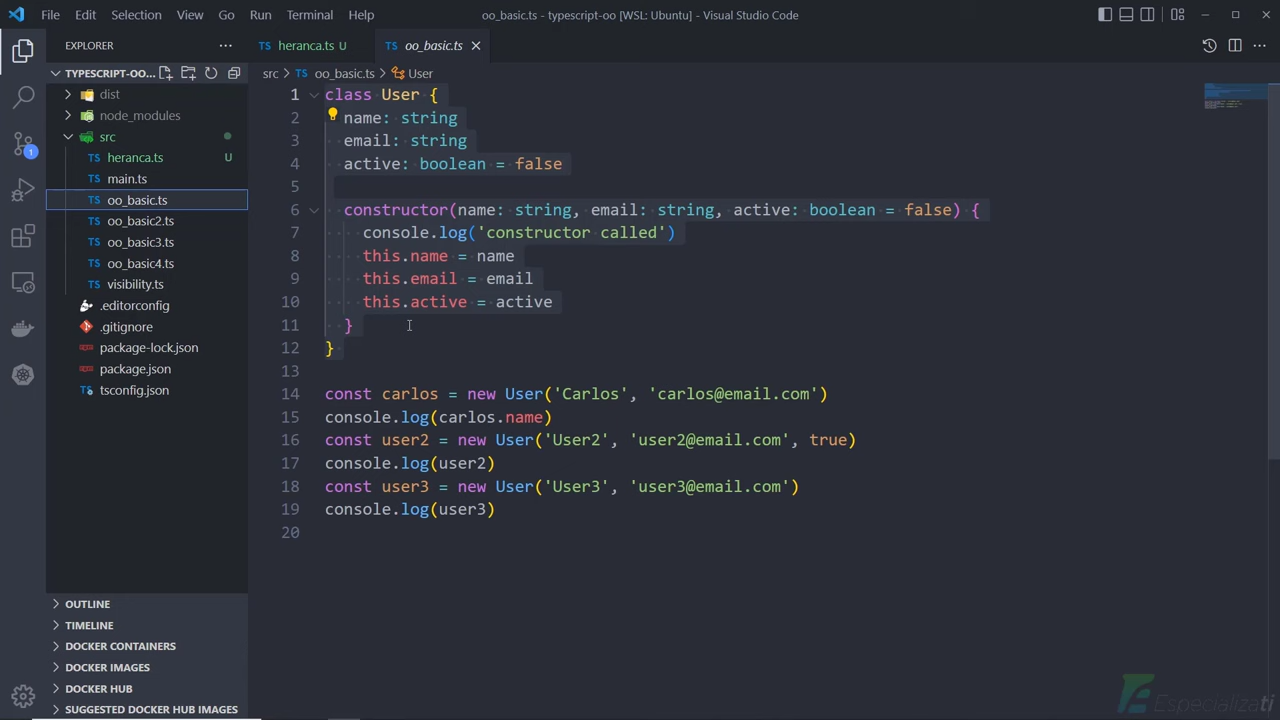 File Edit Selection View Go Run Terminal Help
oo_basic.ts - typescript-oo [WSL: Ubuntu] - Visual Studio Code
EXPLORER
TYPESCRIPT-OO...
dist
node_modules
src
TS heranca.ts U
TS main.ts
TS oo_basic.ts
TS oo_basic2.ts
TS oo_basic3.ts
TS oo_basic4.ts
TS visibility.ts
.editorconfig
.gitignore
package-lock.json
package.json
TS tsconfig.json
OUTLINE
TIMELINE
DOCKER CONTAINERS
DOCKER IMAGES
DOCKER HUB
SUGGESTED DOCKER HUB IMAGES
1
TS heranca.ts U
TS oo_basic.ts
src > TS oo_basic.ts > User
1 class User {
2 name: string
3 email: string
4 active: boolean = false
5
6 constructor(name: string, email: string, active: boolean = false) {
7 console.log('constructor called')
8 this.name = name
9 this.email = email
10 this.active = active
11 }
12 }
13
14 const carlos = new User('Carlos', 'carlos@email.com')
15 console.log(carlos.name)
16 const user2 = new User('User2', 'user2@email.com', true)
17 console.log(user2)
18 const user3 = new User('User3', 'user3@email.com')
19 console.log(user3)
20
Especializati